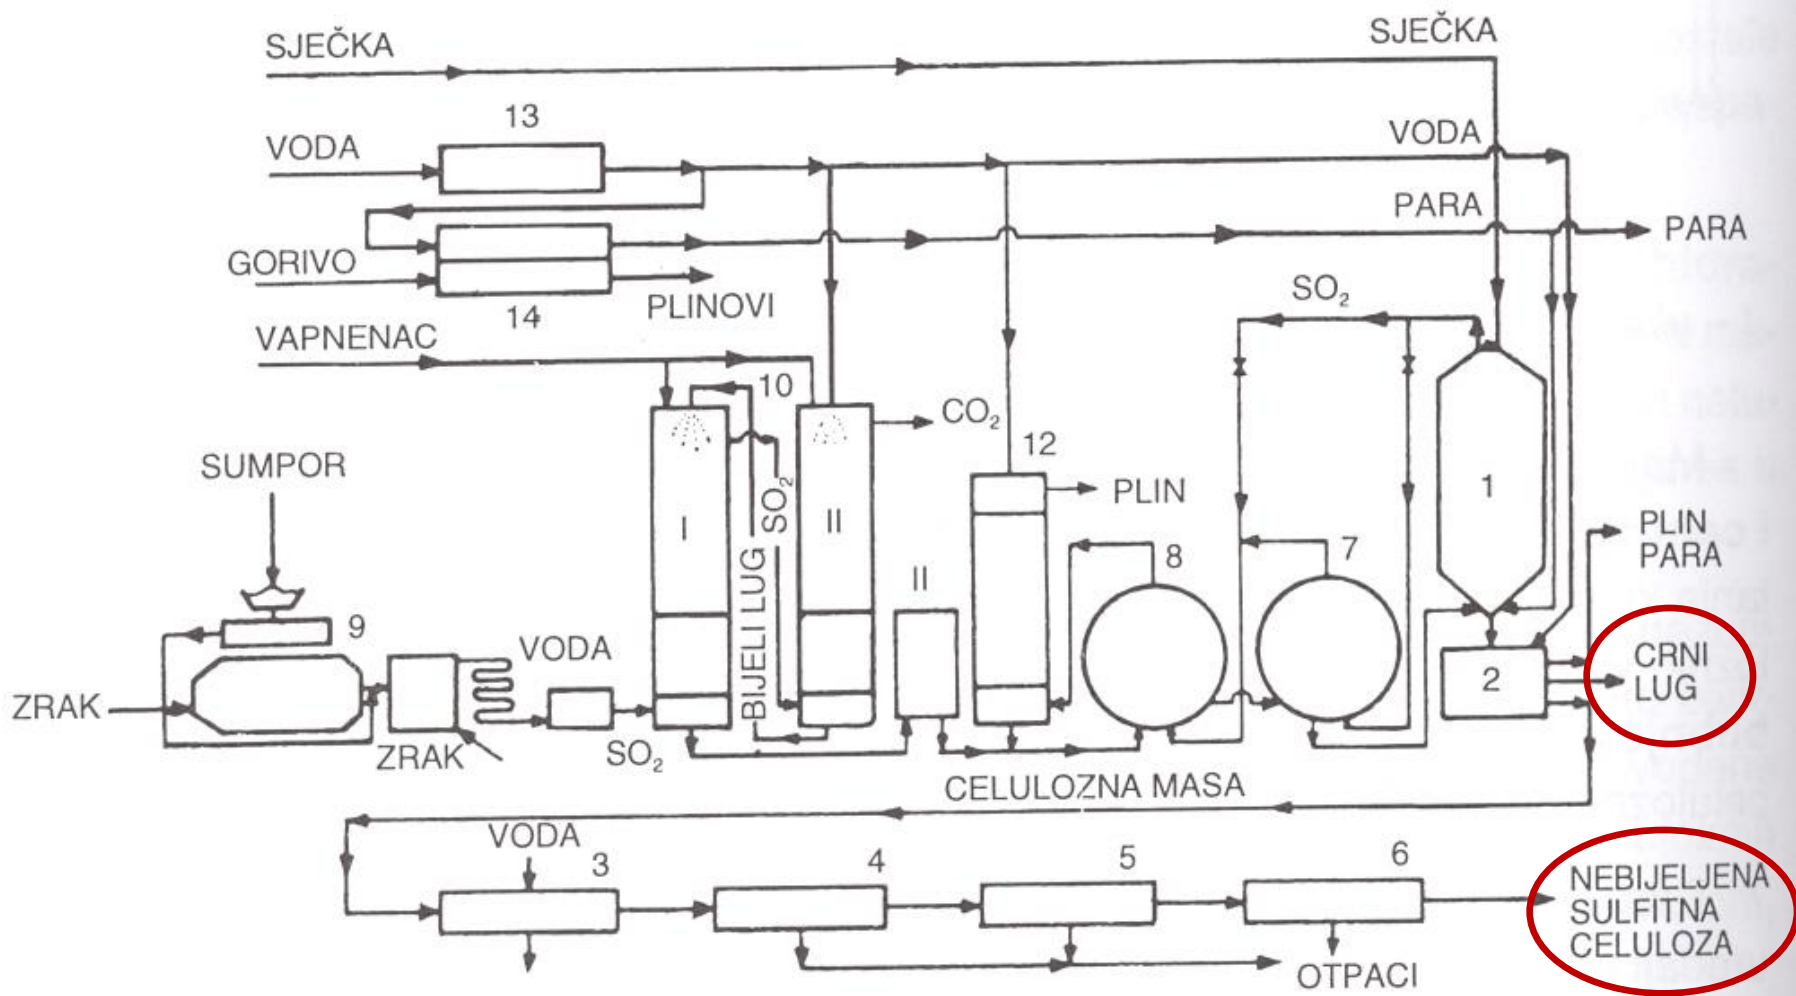 SJEČKA
SJEČKA
13
VODA
VODA
PARA
PARA
GORIVO
14
PLINOVI
SO₂
VAPNENAC
10
CO₂
12
SUMPOR
I
SO₂
II
PLIN
1
PLIN
PARA
BIJELI LUG
II
8
7
9
VODA
CRNI
LUG
2
ZRAK
ZRAK
SO₂
CELULOZNA MASA
VODA
3
4
5
6
NEBIJELJENA
SULFITNA
CELULOZA
OTPACI